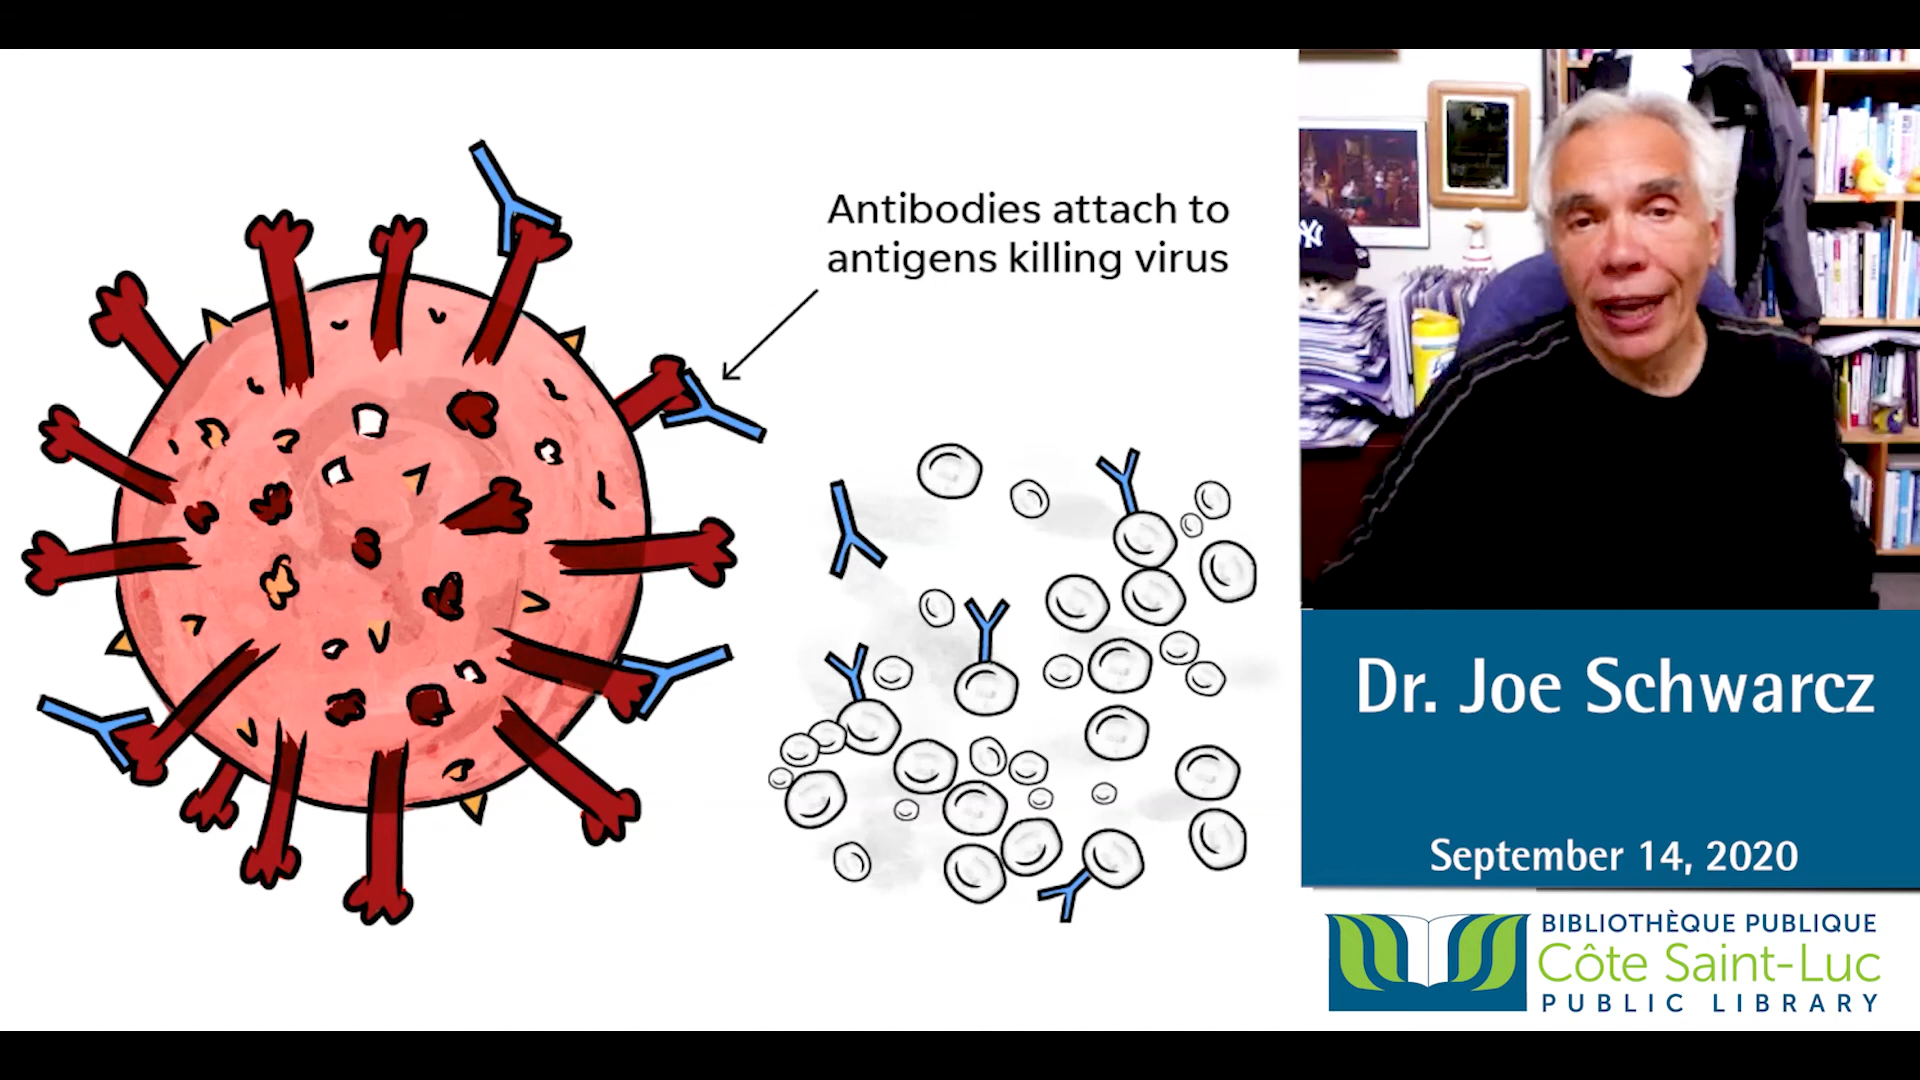 Antibodies attach to
antigens killing virus
NY
Dr. Joe Schwarcz
September 14, 2020
BIBLIOTHÈQUE PUBLIQUE
Côte Saint-Luc
PUBLIC LIBRARY